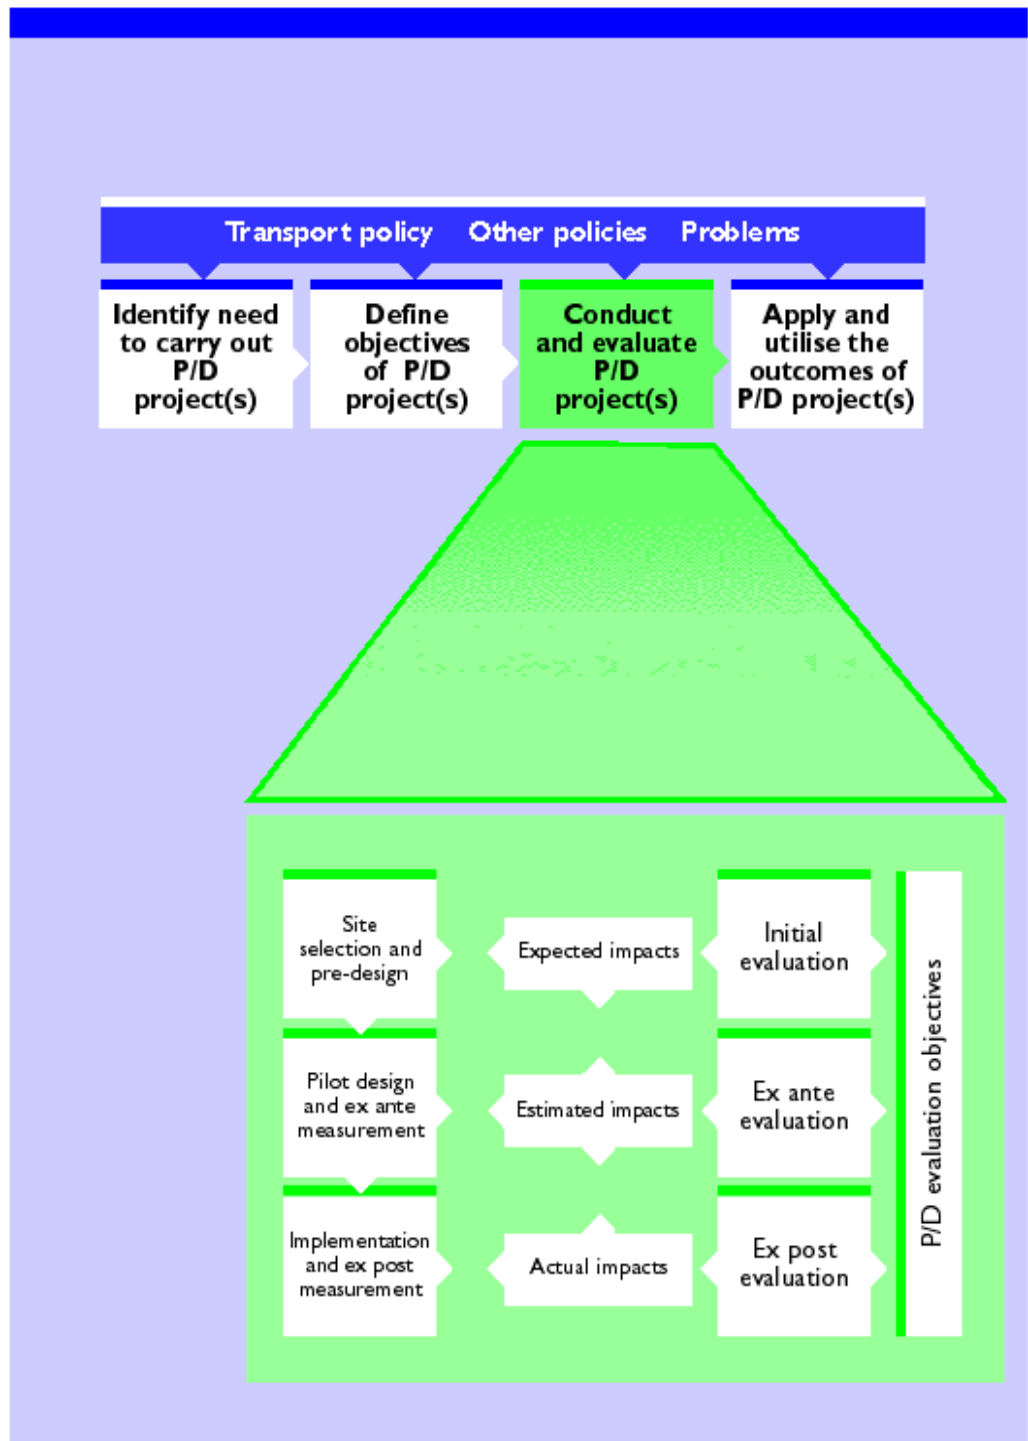 Transport policy Other policies Problems
Identify need
to carry out
P/D
project(s)
Define
objectives
of P/D
project(s)
Conduct
and evaluate
P/D
project(s)
Apply and
utilise the
outcomes of
P/D project(s)
Site
selection and
pre-design
Expected impacts
Initial
evaluation
Pilot design
and ex ante
measurement
Estimated impacts
Ex ante
evaluation
Implementation
and ex post
measurement
Actual impacts
Ex post
evaluation
P/D evaluation objectives